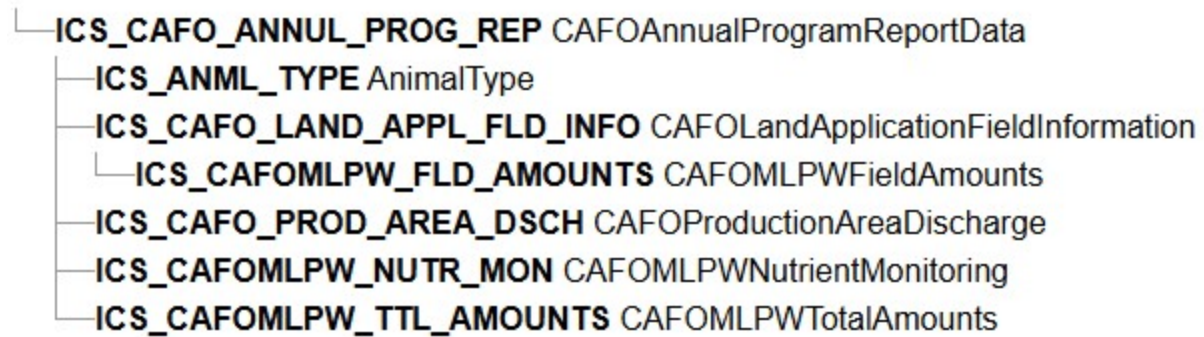 ICS_CAFO_ANNUL_PROG_REP CAFOAnnualProgramReportData
ICS_ANML_TYPE AnimalType
ICS_CAFO_LAND_APPL_FLD_INFO CAFOLandApplicationFieldInformation
ICS_CAFOMLPW_FLD_AMOUNTS CAFOMLPWFieldAmounts
ICS_CAFO_PROD_AREA_DSCH CAFOProductionAreaDischarge
ICS_CAFOMLPW_NUTR_MON CAFOMLPWNutrientMonitoring
ICS_CAFOMLPW_TTL_AMOUNTS CAFOMLPWTotalAmounts